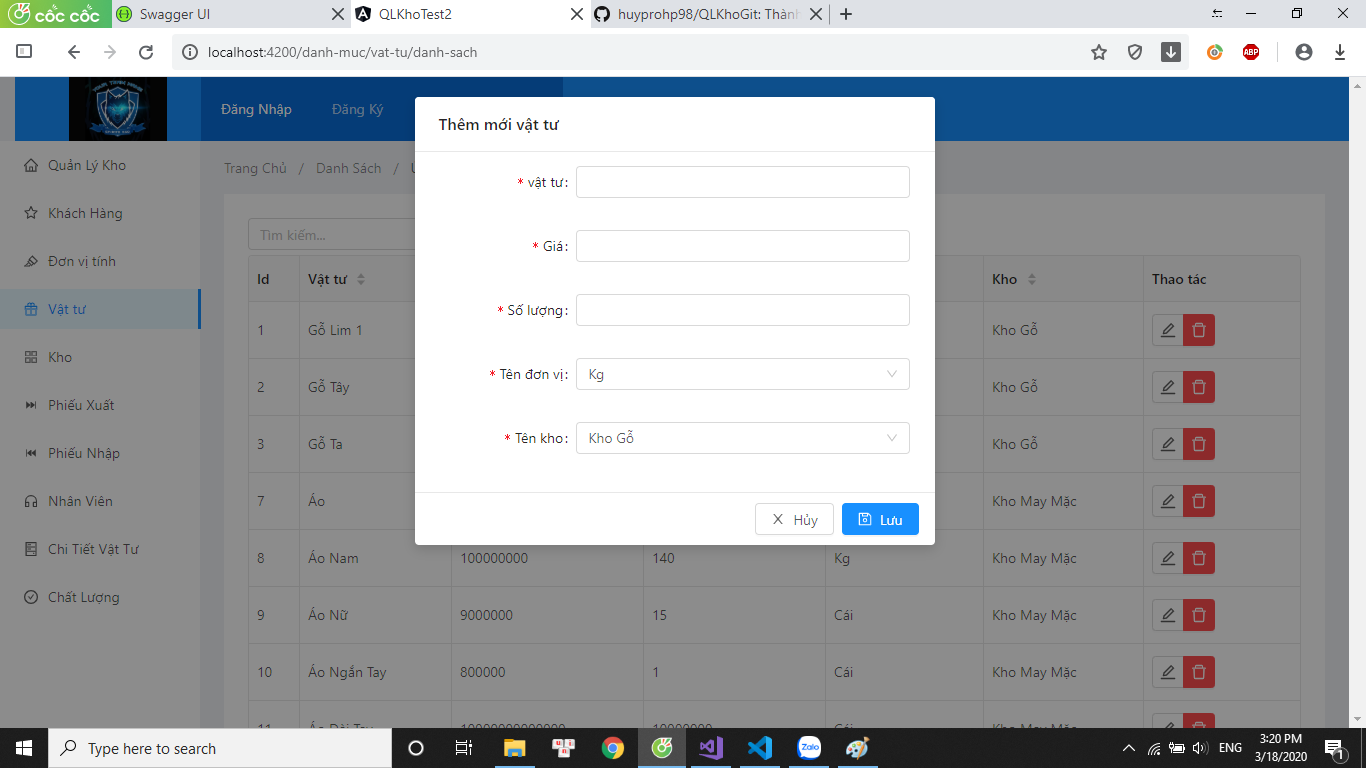 cốc cốc
Swagger UI
QLKhoTest2
huyprohp98/QLKhoGit: Thành
localhost:4200/danh-muc/vat-tu/danh-sach
ABP
Đăng Nhập
Đăng Ký
Thêm mới vật tư
* vật tư:
* Giá:
* Số lượng:
* Tên đơn vị:
Kg
* Tên kho:
Kho Gỗ
Hủy
Lưu
Quản Lý Kho
Khách Hàng
Đơn vị tính
Vật tư
Kho
Phiếu Xuất
Phiếu Nhập
Nhân Viên
Chi Tiết Vật Tư
Chất Lượng
Trang Chủ / Danh Sách /
Tìm kiếm...
Id Vật tư Kho Thao tác
1 Gỗ Lim 1 Kho Gỗ
2 Gỗ Tây Kho Gỗ
3 Gỗ Ta Kho Gỗ
7 Áo Kho May Mặc
8 Áo Nam 100000000 140 Kg Kho May Mặc
9 Áo Nữ 9000000 15 Cái Kho May Mặc
10 Áo Ngắn Tay 800000 1 Cái Kho May Mặc
Type here to search
Zalo
ENG
3:20 PM
3/18/2020
1